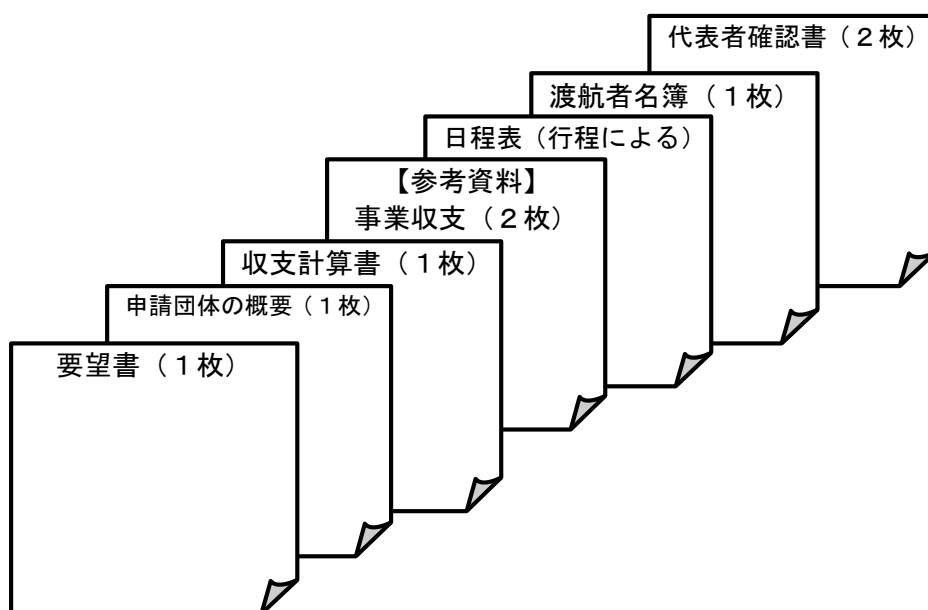 代表者確認書（２枚）
渡航者名簿（１枚）
日程表（行程による）
【参考資料】
事業収支（２枚）
収支計算書（１枚）
申請団体の概要（１枚）
要望書（１枚）